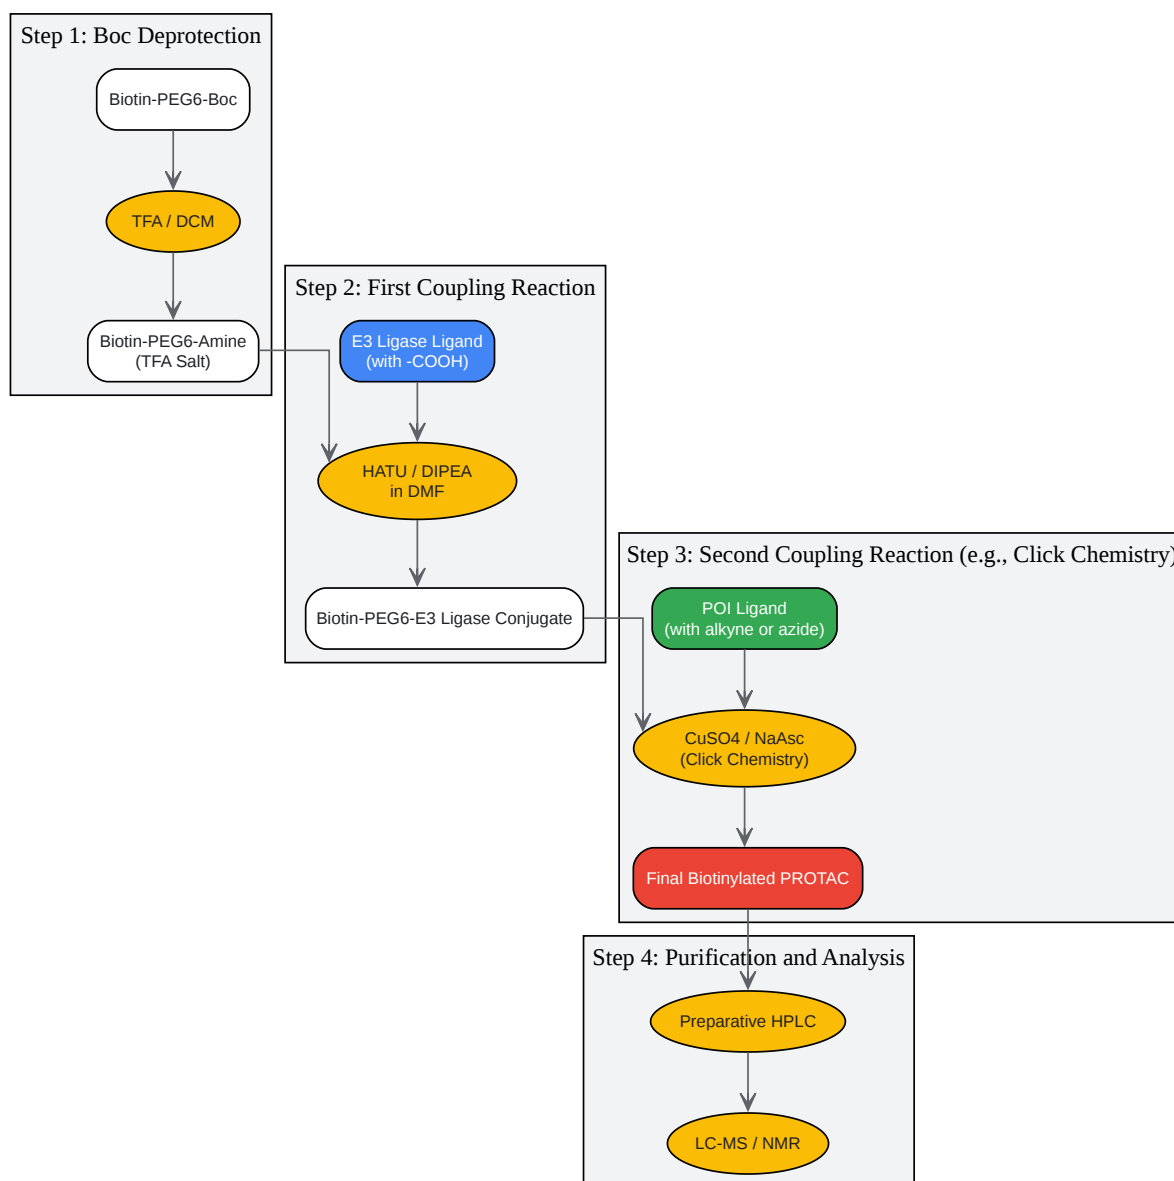 Step 1: Boc Deprotection
Biotin-PEG6-Boc
TFA / DCM
Biotin-PEG6-Amine
(TFA Salt)
Step 2: First Coupling Reaction
E3 Ligase Ligand
(with -COOH)
HATU / DIPEA
in DMF
Biotin-PEG6-E3 Ligase Conjugate
Step 3: Second Coupling Reaction (e.g., Click Chemistry)
POI Ligand
(with alkyne or azide)
CuSO4 / NaAsc
(Click Chemistry)
Final Biotinylated PROTAC
Step 4: Purification and Analysis
Preparative HPLC
LC-MS / NMR